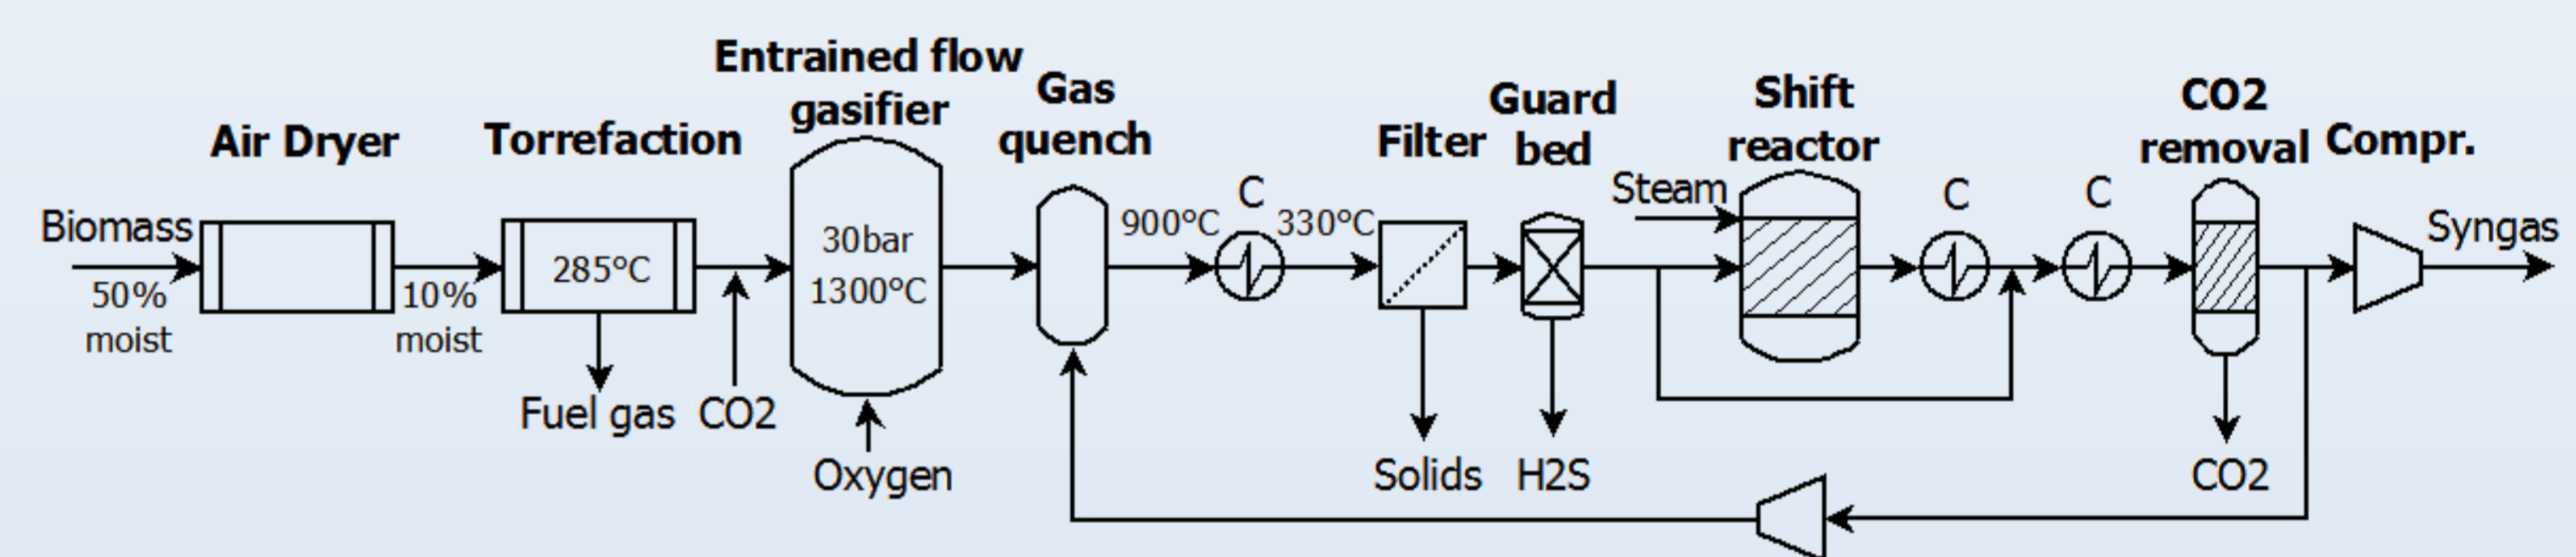 Entrained flow
gasifier
Gas
quench
Guard
bed
Shift
reactor
CO2
removal
Air Dryer
Torrefaction
Filter
Compr.
Biomass
50%
moist
10%
moist
285°C
Fuel gas
CO2
30bar
1300°C
Oxygen
900°C
C
330°C
Solids
H2S
Steam
C
C
CO2
Syngas